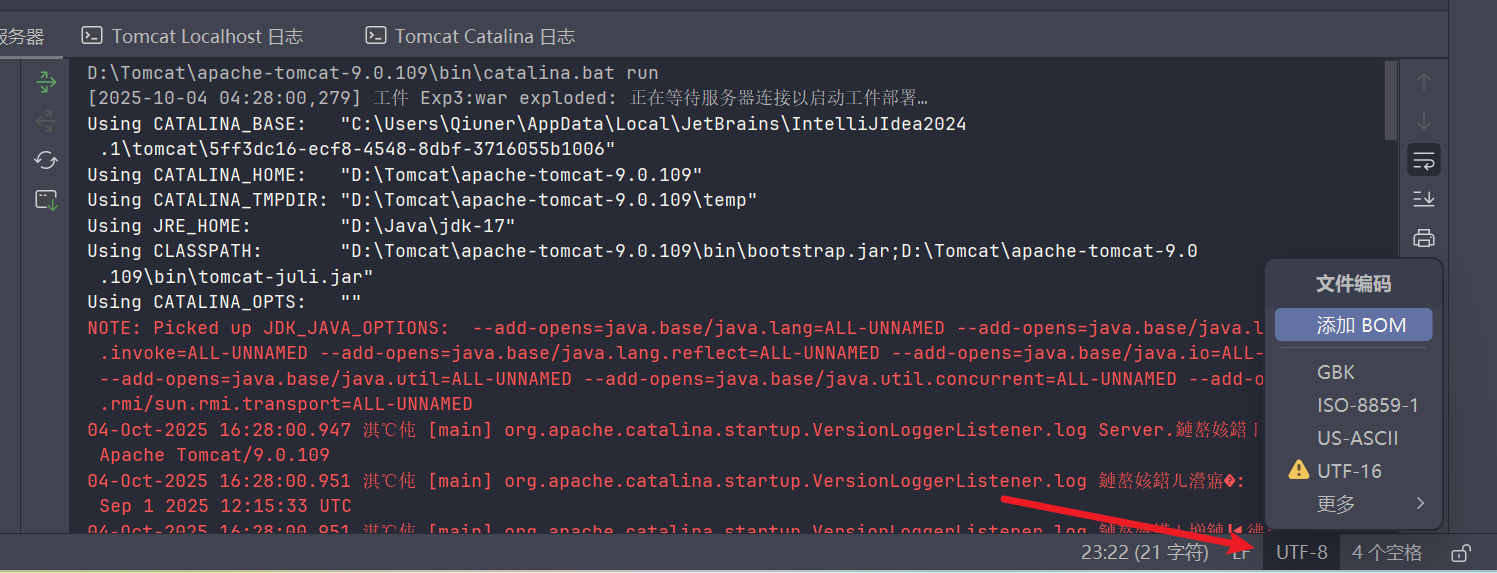 服务器
Tomcat Localhost 日志
Tomcat Catalina 日志
D:\Tomcat\apache-tomcat-9.0.109\bin\catalina.bat run
[2025-10-04 04:28:00,279] 工件 Exp3:war exploded: 正在等待服务器连接以启动工件部署…
Using CATALINA_BASE:   "C:\Users\Qiuner\AppData\Local\JetBrains\IntelliJIdea2024
.1\tomcat\5ff3dc16-ecf8-4548-8dbf-3716055b1006"
Using CATALINA_HOME:   "D:\Tomcat\apache-tomcat-9.0.109"
Using CATALINA_TMPDIR: "D:\Tomcat\apache-tomcat-9.0.109\temp"
Using JRE_HOME:        "D:\Java\jdk-17"
Using CLASSPATH:       "D:\Tomcat\apache-tomcat-9.0.109\bin\bootstrap.jar;D:\Tomcat\apache-tomcat-9.0
.109\bin\tomcat-juli.jar"
Using CATALINA_OPTS:   ""
NOTE: Picked up JDK_JAVA_OPTIONS:  --add-opens=java.base/java.lang=ALL-UNNAMED --add-opens=java.base/java.l
.invoke=ALL-UNNAMED --add-opens=java.base/java.lang.reflect=ALL-UNNAMED --add-opens=java.base/java.io=ALL-
--add-opens=java.base/java.util=ALL-UNNAMED --add-opens=java.base/java.util.concurrent=ALL-UNNAMED --add-o
.rmi/sun.rmi.transport=ALL-UNNAMED
04-Oct-2025 16:28:00.947 淇℃伅 [main] org.apache.catalina.startup.VersionLoggerListener.log Server.鏈嶅姟鍣
Apache Tomcat/9.0.109
04-Oct-2025 16:28:00.951 淇℃伅 [main] org.apache.catalina.startup.VersionLoggerListener.log 鏈嶅姟鍣ㄦ瀯寤�:
Sep 1 2025 12:15:33 UTC
04-Oct-2025 16:28:00.951 淇℃伅 [main] org.apache.catalina.startup.VersionLoggerListener.log
文件编码
添加 BOM
GBK
ISO-8859-1
US-ASCII
UTF-16
更多
23:22 (21 字符)
LF
UTF-8
4 个空格